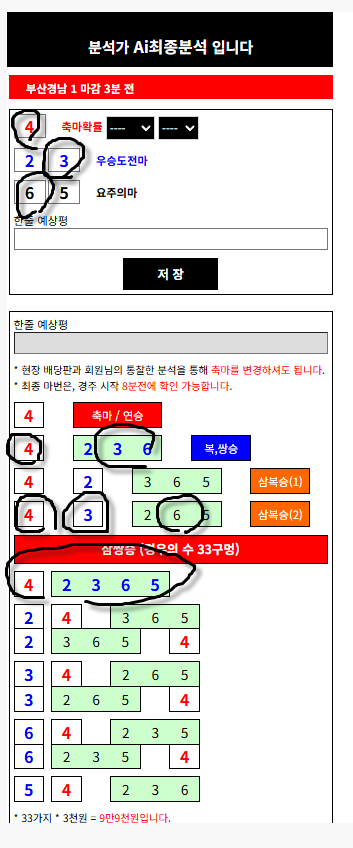 분석가 Ai최종분석 입니다
부산경남 1 마감 3분 전
4 축마확률 ---- ----
2 3 우승도전마
6 5 요주의마
한줄 예상평
저 장
한줄 예상평
* 현장 배당판과 회원님의 통찰한 분석을 통해 축마를 변경하셔도 됩니다.
* 최종 마번은, 경주 시작 8분전에 확인 가능합니다.
4 축마 / 연승
4 2 3 6 복,쌍승
4 2 3 6 5 삼복승(1)
4 3 2 6 5 삼복승(2)
삼쌍승 (경우의 수 33구멍)
4 2 3 6 5
2 4 3 6 5
2 3 6 5 4
3 4 2 6 5
3 2 6 5 4
6 4 2 3 5
6 2 3 5 4
5 4 2 3 6
* 33가지 * 3천원 = 9만9천원입니다.